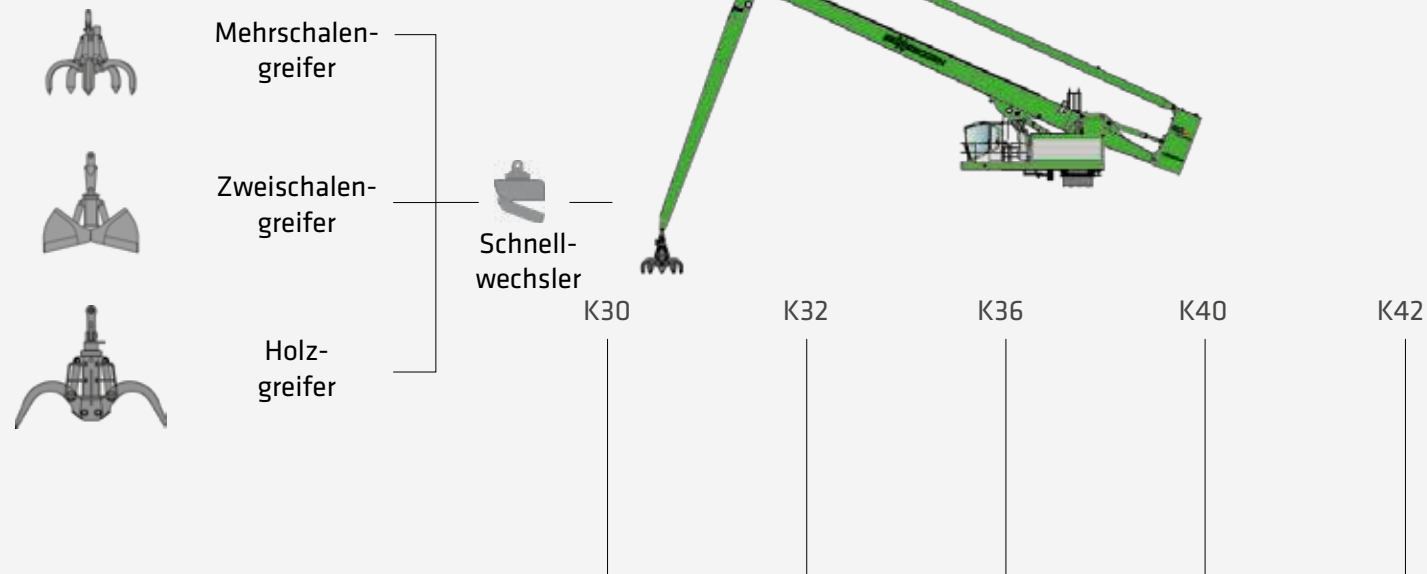 Mehrschalen-
greifer
Zweischalen-
greifer
Schnell-
wechsler
Holz-
greifer
K30
K32
K36
K40
K42